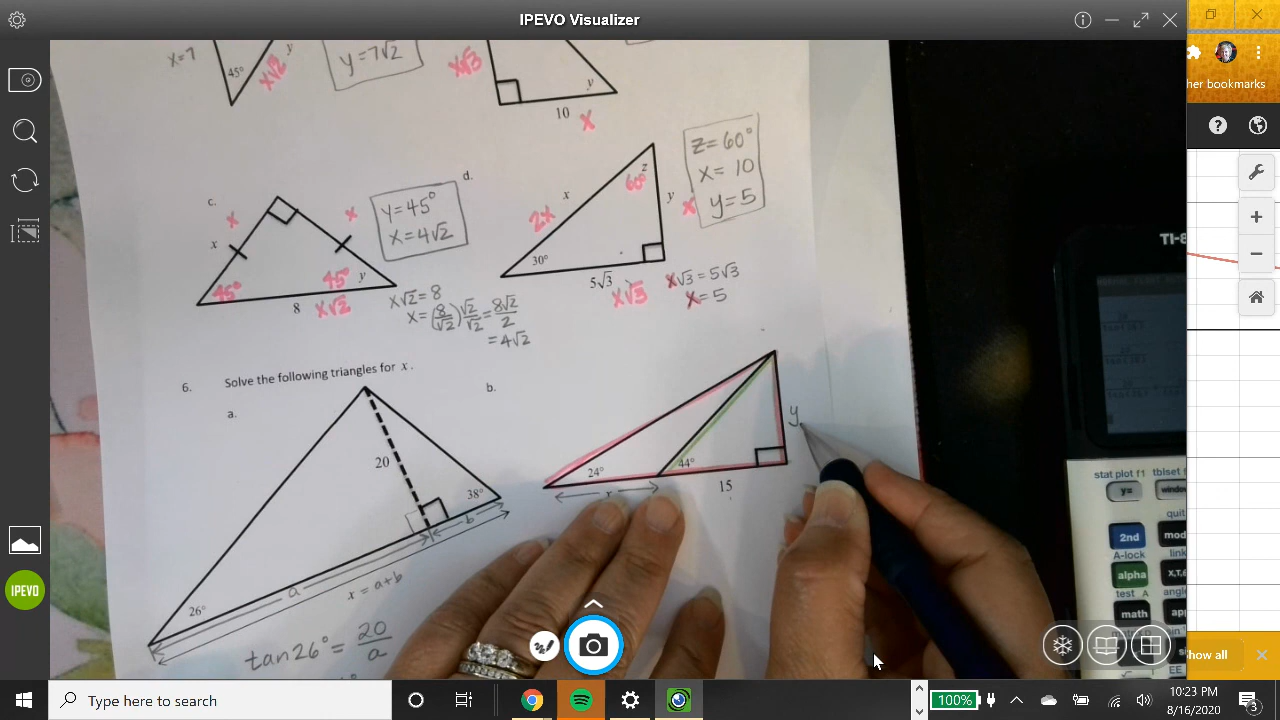 IPEVO Visualizer
x=7
45°
y
x√2
y=7√2
x√3
y
10
x
her bookmarks
c.
x
x
x
45°
45°
y
8
x√2
y=45°
x=4√2
x√2=8
x=(8/√2)√2/√2=8√2/2
=4√2
d.
x
2x
z
60°
y
x
30°
5√3
x√3
z=60°
x=10
y=5
x√3=5√3
x=5
TI-8
6. Solve the following triangles for x.
a.
20
38°
26°
a
b
x=a+b
tan26°=20/a
b.
24°
44°
x
15
y
stat plot f1
tblset
y=
window
quit
2nd
mod
A-lock
link
alpha
X,T,θ
test A
angle
math
app
IPEVO
how all
Type here to search
100%
10:23 PM
8/16/2020
3